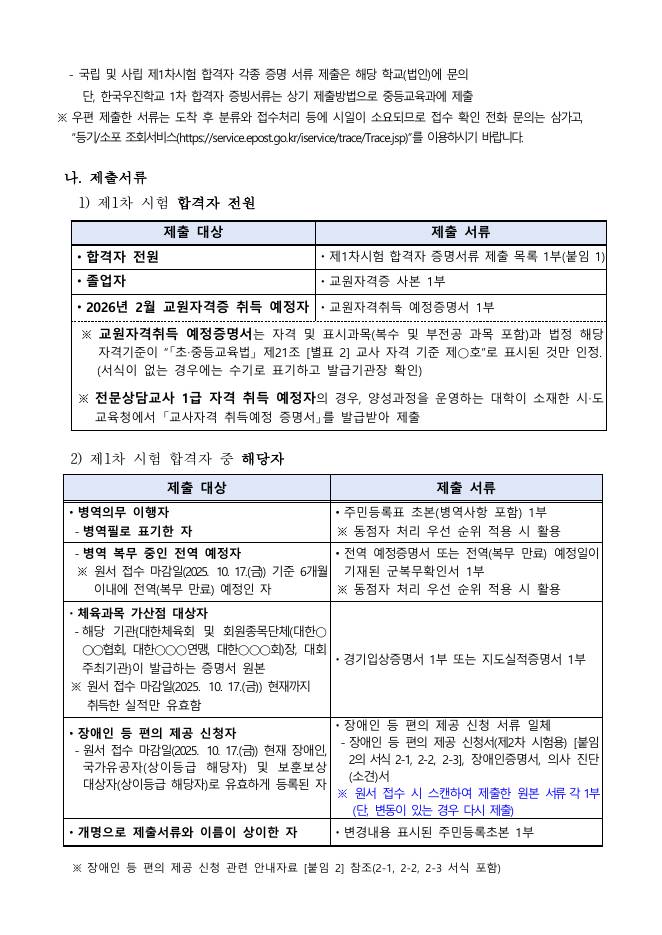 - 국립 및 사립 제1차시험 합격자 각종 증명 서류 제출은 해당 학교(법인)에 문의
단, 한국우진학교 1차 합격자 증빙서류는 상기 제출방법으로 중등교육과에 제출
※ 우편 제출한 서류는 도착 후 분류와 접수처리 등에 시일이 소요되므로 접수 확인 전화 문의는 삼가고,
“등기/소포 조회서비스(https://service.epost.go.kr/iservice/trace/Trace.jsp)”를 이용하시기 바랍니다.
나. 제출서류
1) 제1차 시험 합격자 전원
제출 대상
제출 서류
・합격자 전원
・제1차시험 합격자 증명서류 제출 목록 1부(붙임 1)
・졸업자
・교원자격증 사본 1부
・2026년 2월 교원자격증 취득 예정자
・교원자격취득 예정증명서 1부
※ 교원자격취득 예정증명서는 자격 및 표시과목(복수 및 부전공 과목 포함)과 법정 해당
자격기준이 “「초·중등교육법」 제21조 [별표 2] 교사 자격 기준 제○호”로 표시된 것만 인정.
(서식이 없는 경우에는 수기로 표기하고 발급기관장 확인)
※ 전문상담교사 1급 자격 취득 예정자의 경우, 양성과정을 운영하는 대학이 소재한 시·도
교육청에서 「교사자격 취득예정 증명서」를 발급받아 제출
2) 제1차 시험 합격자 중 해당자
제출 대상
제출 서류
・병역의무 이행자
- 병역필로 표기한 자
・주민등록표 초본(병역사항 포함) 1부
※ 동점자 처리 우선 순위 적용 시 활용
- 병역 복무 중인 전역 예정자
※ 원서 접수 마감일(2025. 10. 17.(금)) 기준 6개월
이내에 전역(복무 만료) 예정인 자
・전역 예정증명서 또는 전역(복무 만료) 예정일이
기재된 군복무확인서 1부
※ 동점자 처리 우선 순위 적용 시 활용
・체육과목 가산점 대상자
- 해당 기관{대한체육회 및 회원종목단체(대한○
○○협회, 대한○○○연맹, 대한○○○회)장, 대회
주최기관}이 발급하는 증명서 원본
※ 원서 접수 마감일(2025. 10. 17.(금)) 현재까지
취득한 실적만 유효함
・경기입상증명서 1부 또는 지도실적증명서 1부
・장애인 등 편의 제공 신청자
- 원서 접수 마감일(2025. 10. 17.(금)) 현재 장애인,
국가유공자(상이등급 해당자) 및 보훈보상
대상자(상이등급 해당자)로 유효하게 등록된 자
・장애인 등 편의 제공 신청 서류 일체
- 장애인 등 편의 제공 신청서(제2차 시험용) [붙임
2의 서식 2-1, 2-2, 2-3], 장애인증명서, 의사 진단
(소견)서
※ 원서 접수 시 스캔하여 제출한 원본 서류 각 1부
(단, 변동이 있는 경우 다시 제출)
・개명으로 제출서류와 이름이 상이한 자
・변경내용 표시된 주민등록초본 1부
※ 장애인 등 편의 제공 신청 관련 안내자료 [붙임 2] 참조(2-1, 2-2, 2-3 서식 포함)